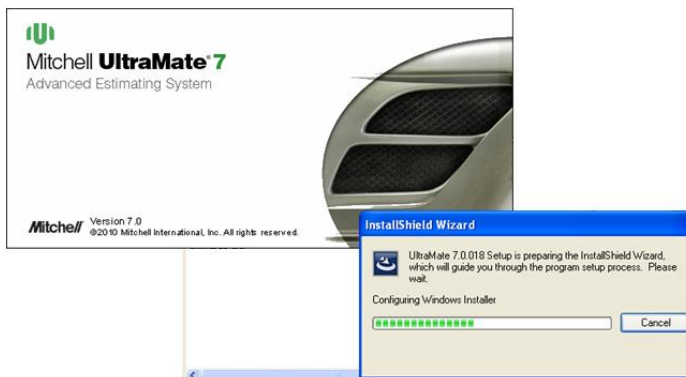 Mitchell UltraMate® 7
Advanced Estimating System
Mitchell
Version 7.0
©2010 Mitchell International, Inc. All rights reserved.
InstallShield Wizard
UltraMate 7.0.018 Setup is preparing the InstallShield Wizard,
which will guide you through the program setup process. Please
wait.
Configuring Windows Installer
Cancel